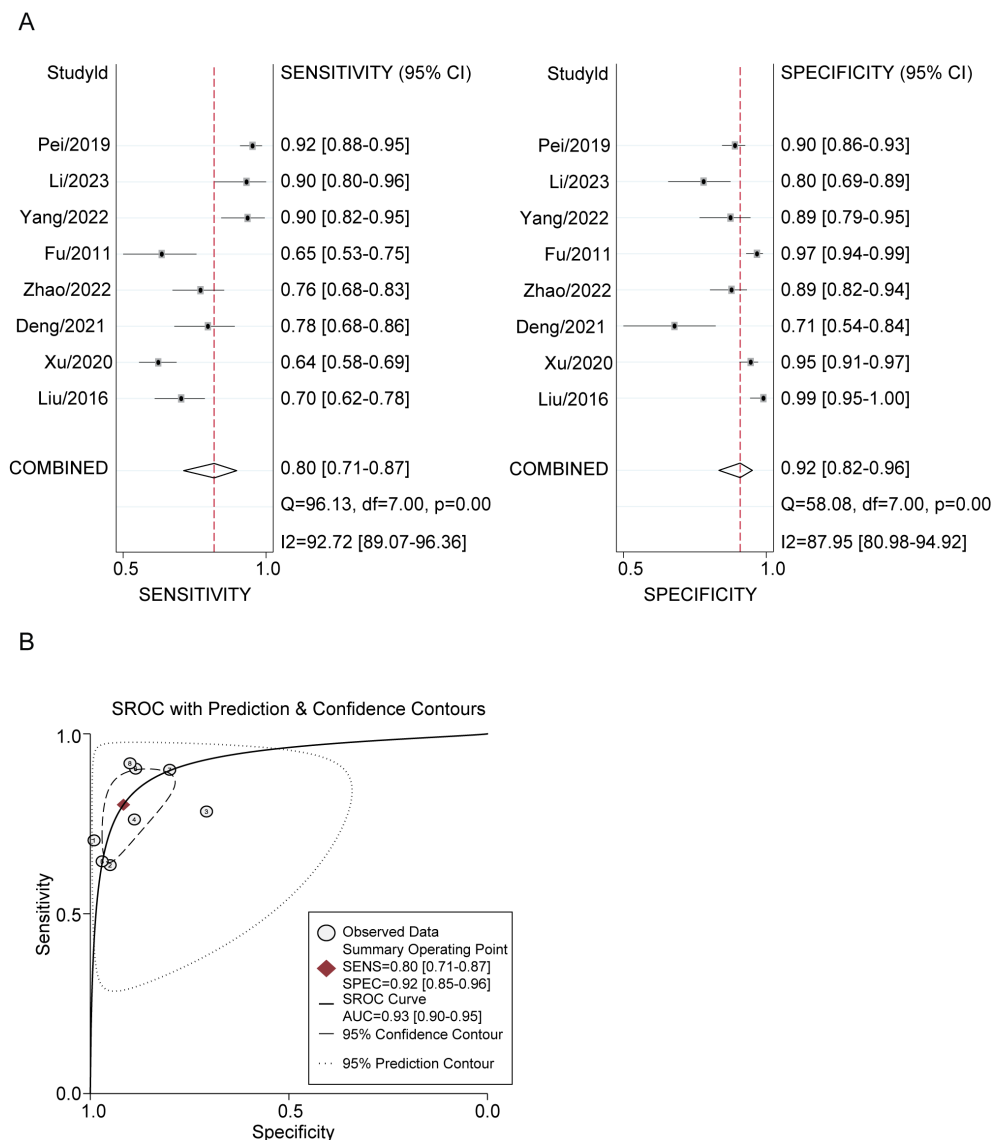 A
StudyId SENSITIVITY (95% CI)
Pei/2019 0.92 [0.88-0.95]
Li/2023 0.90 [0.80-0.96]
Yang/2022 0.90 [0.82-0.95]
Fu/2011 0.65 [0.53-0.75]
Zhao/2022 0.76 [0.68-0.83]
Deng/2021 0.78 [0.68-0.86]
Xu/2020 0.64 [0.58-0.69]
Liu/2016 0.70 [0.62-0.78]
COMBINED 0.80 [0.71-0.87]
Q=96.13, df=7.00, p=0.00
I2=92.72 [89.07-96.36]
0.5 1.0
SENSITIVITY
StudyId SPECIFICITY (95% CI)
Pei/2019 0.90 [0.86-0.93]
Li/2023 0.80 [0.69-0.89]
Yang/2022 0.89 [0.79-0.95]
Fu/2011 0.97 [0.94-0.99]
Zhao/2022 0.89 [0.82-0.94]
Deng/2021 0.71 [0.54-0.84]
Xu/2020 0.95 [0.91-0.97]
Liu/2016 0.99 [0.95-1.00]
COMBINED 0.92 [0.82-0.96]
Q=58.08, df=7.00, p=0.00
I2=87.95 [80.98-94.92]
0.5 1.0
SPECIFICITY
B
SROC with Prediction & Confidence Contours
1.0
8
4
3
1
Sensitivity
0.5
Observed Data
Summary Operating Point
SENS=0.80 [0.71-0.87]
SPEC=0.92 [0.85-0.96]
SROC Curve
AUC=0.93 [0.90-0.95]
95% Confidence Contour
95% Prediction Contour
0.0
1.0 0.5 0.0
Specificity